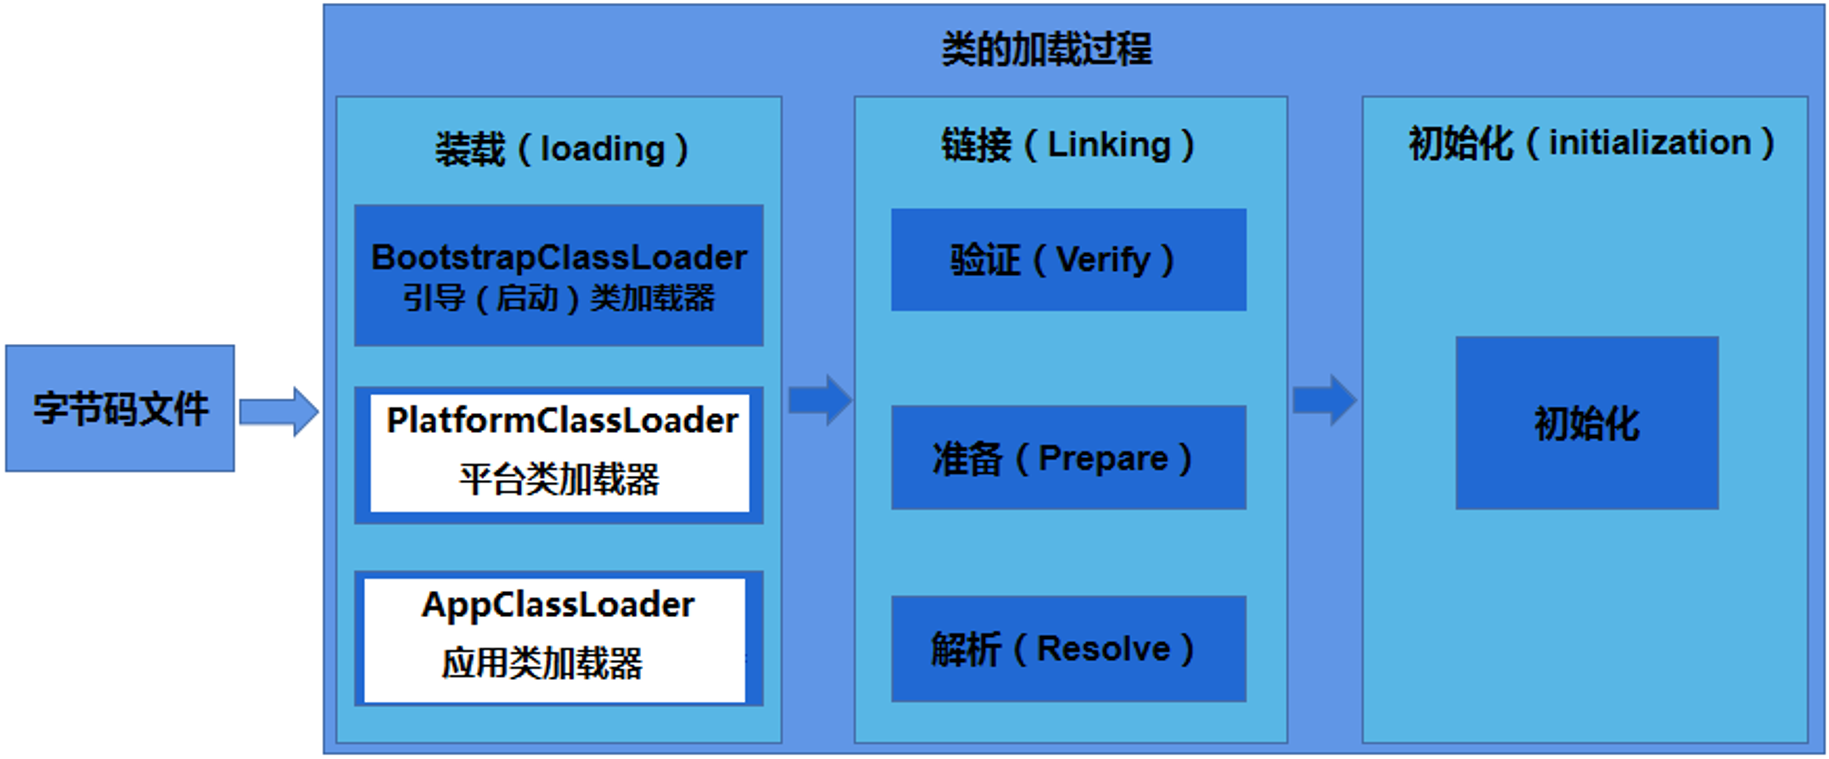 类的加载过程
字节码文件
装载（loading）
BootstrapClassLoader
引导（启动）类加载器
PlatformClassLoader
平台类加载器
AppClassLoader
应用类加载器
链接（Linking）
验证（Verify）
准备（Prepare）
解析（Resolve）
初始化（initialization）
初始化